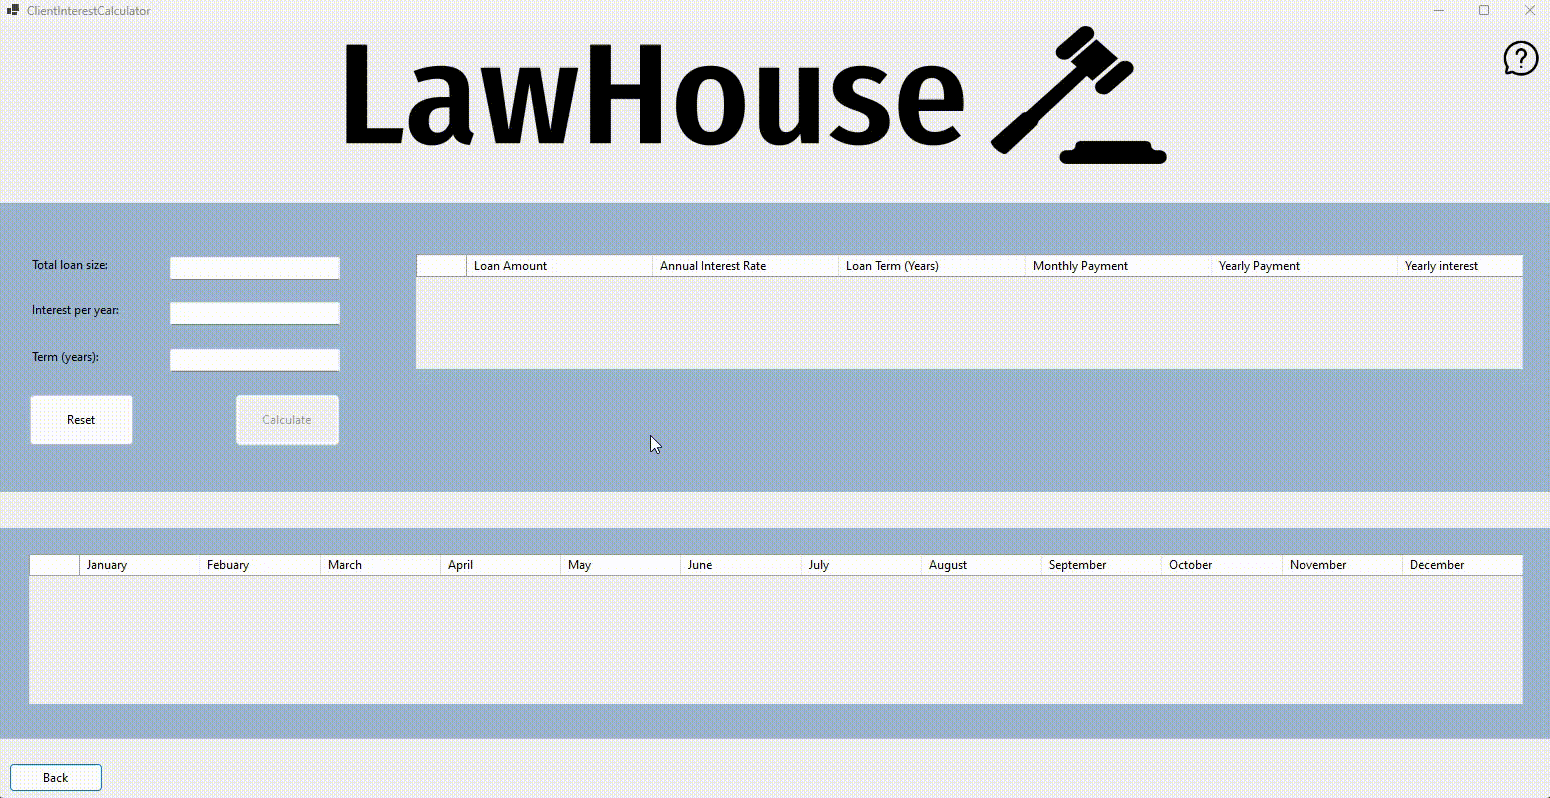 ClientInterestCalculator
LawHouse
?
Total loan size:
Interest per year:
Term (years):
Reset
Calculate
Loan Amount Annual Interest Rate Loan Term (Years) Monthly Payment Yearly Payment Yearly interest
January Febuary March April May June July August September October November December
Back